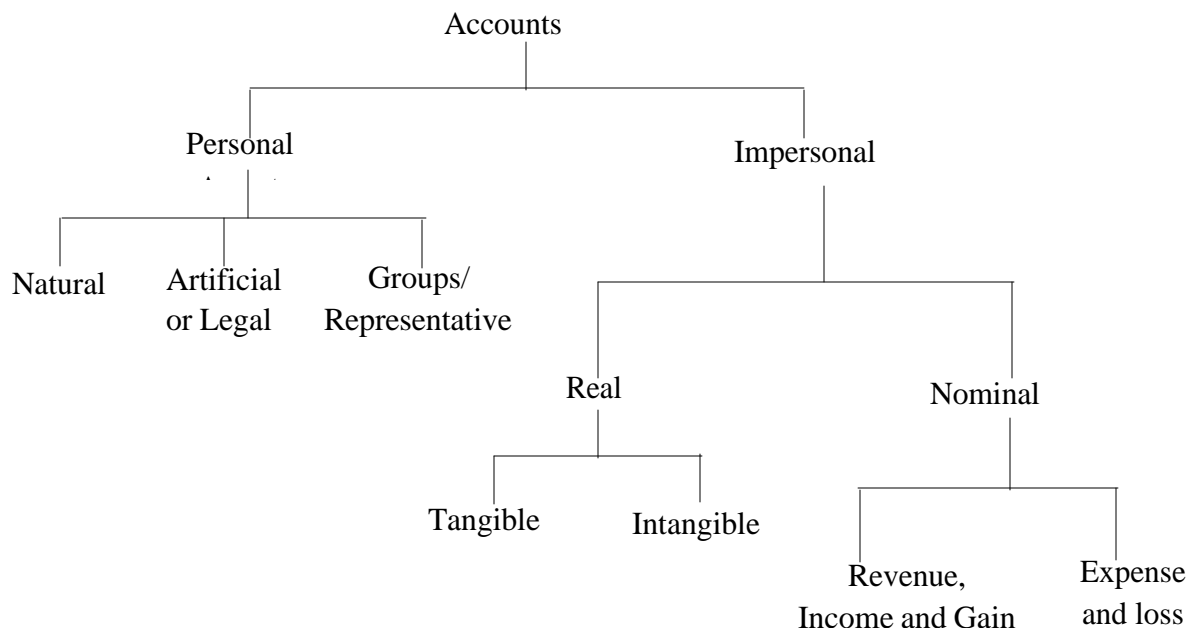 Accounts
Personal
Impersonal
Natural
Artificial
or Legal
Groups/
Representative
Real
Nominal
Tangible
Intangible
Revenue,
Income and Gain
Expense
and loss